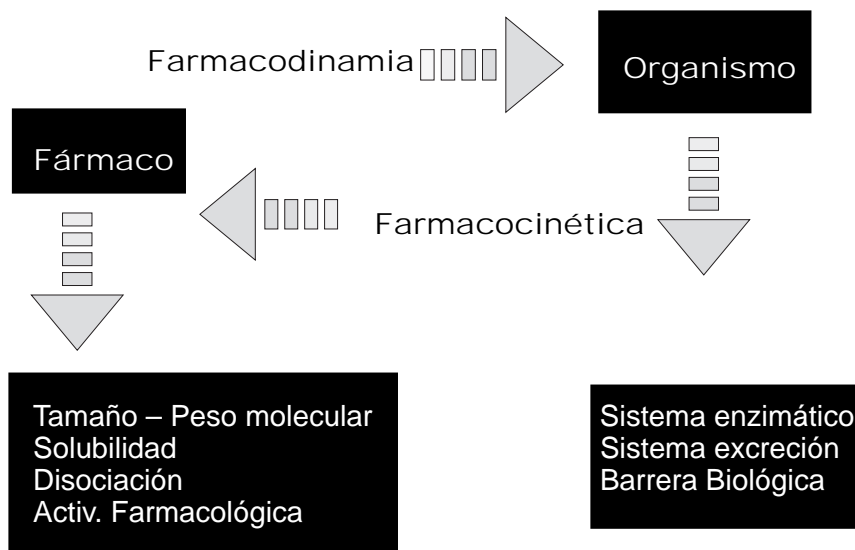 Farmacodinamia
Organismo
Fármaco
Farmacocinética
Tamaño – Peso molecular
Solubilidad
Disociación
Activ. Farmacológica
Sistema enzimático
Sistema excreción
Barrera Biológica